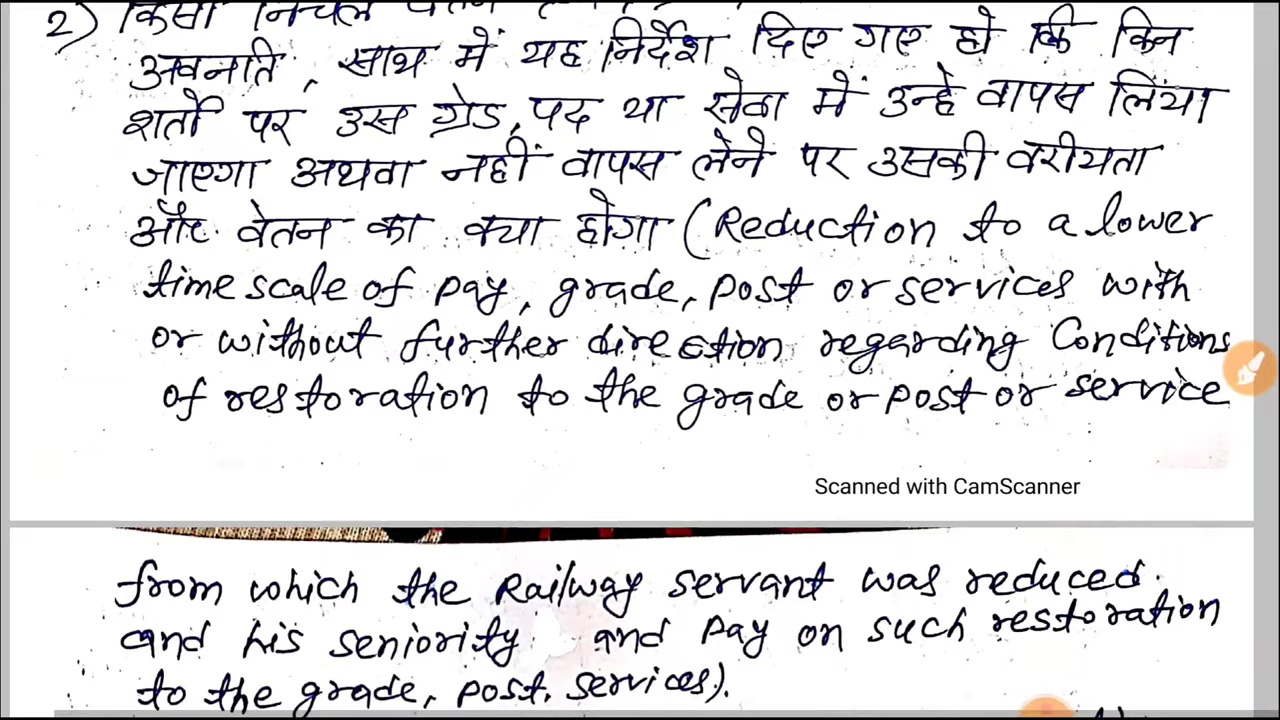 2) किसी निचले वेतन
अवनति, साथ में यह निर्देश दिए गए हो कि किन
शर्तों पर उस ग्रेड, पद या सेवा में उन्हे वापस लिया
जाएगा अथवा नहीं वापस लेने पर उसकी वरीयता
और वेतन का क्या होगा (Reduction to a lower
time scale of pay, grade, post or services with
or without further direction regarding Conditions
of restoration to the grade or post or service
Scanned with CamScanner
from which the Railway servant was reduced
and his seniority and pay on such restoration
to the grade, post, services).